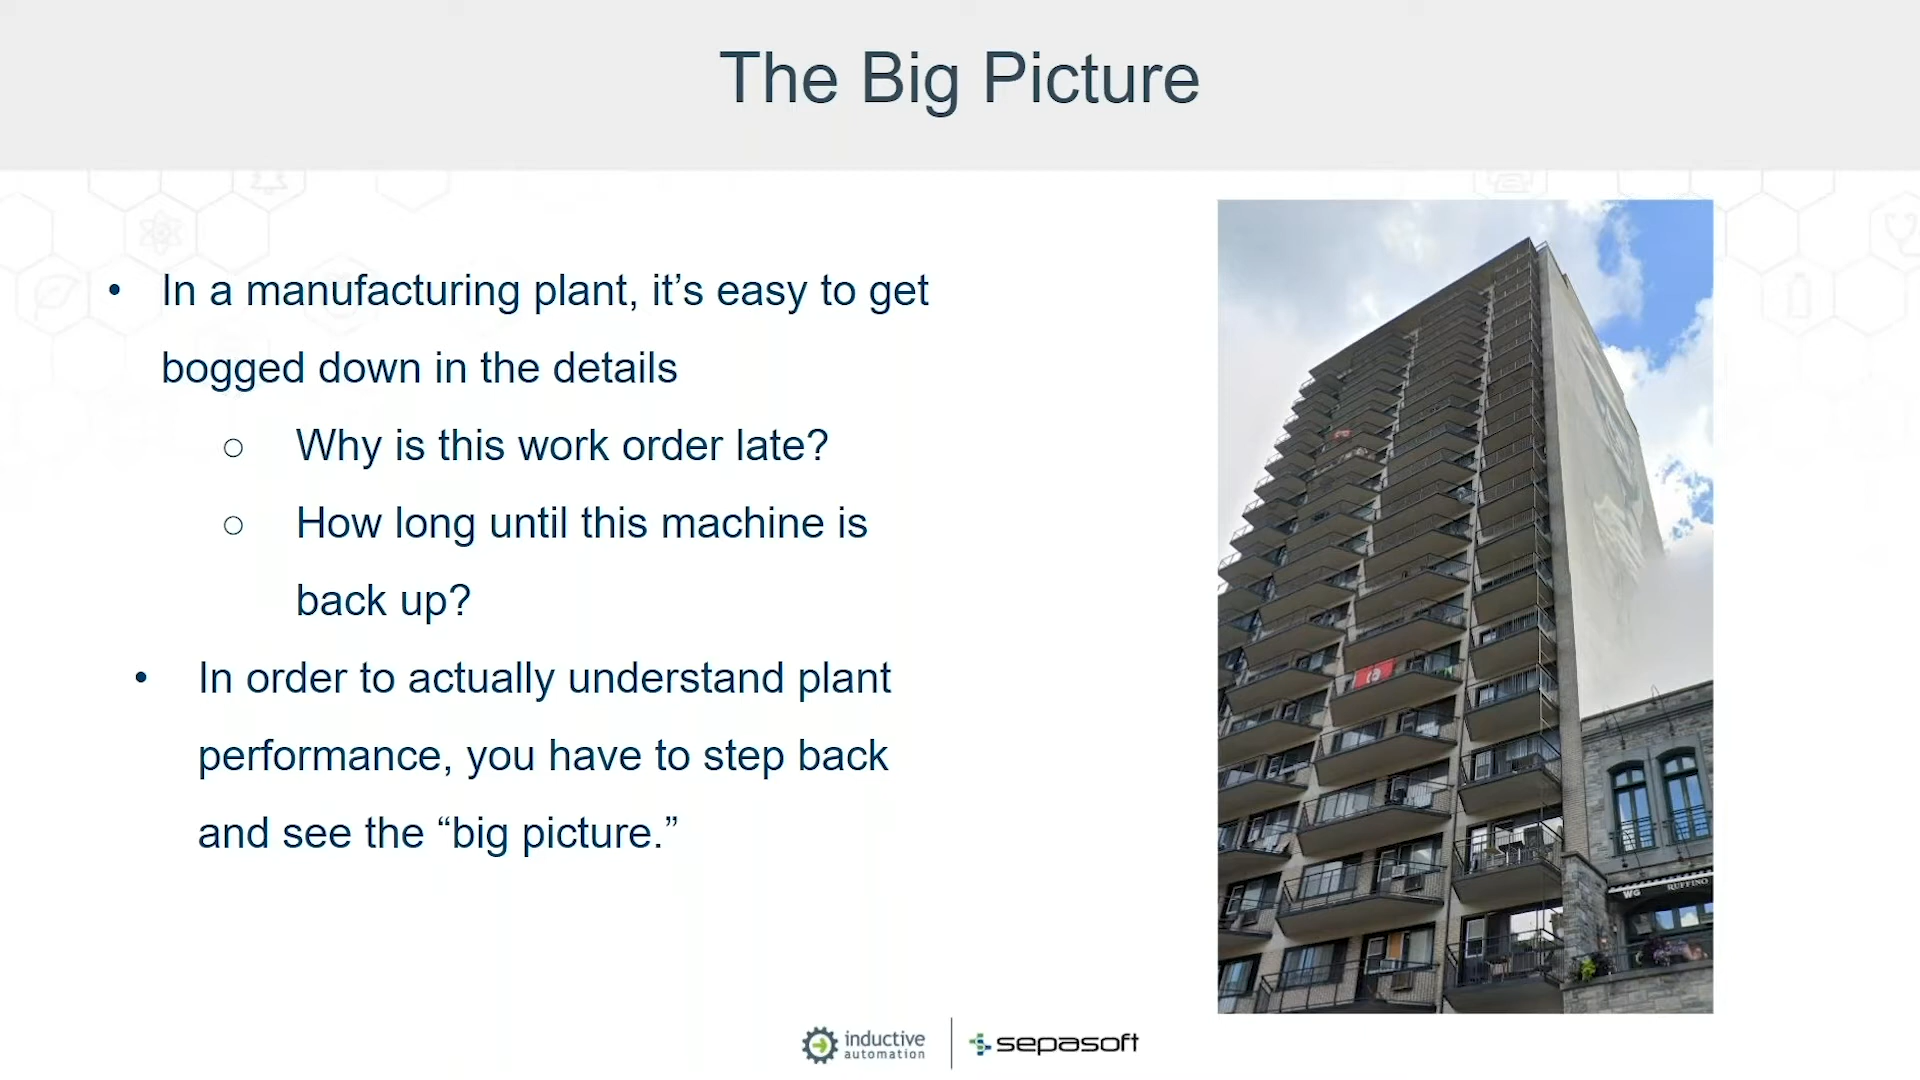 The Big Picture
• In a manufacturing plant, it’s easy to get
bogged down in the details
○ Why is this work order late?
○ How long until this machine is
back up?
• In order to actually understand plant
performance, you have to step back
and see the “big picture.”
WG RUFFINO
inductive
automation
sepasoft